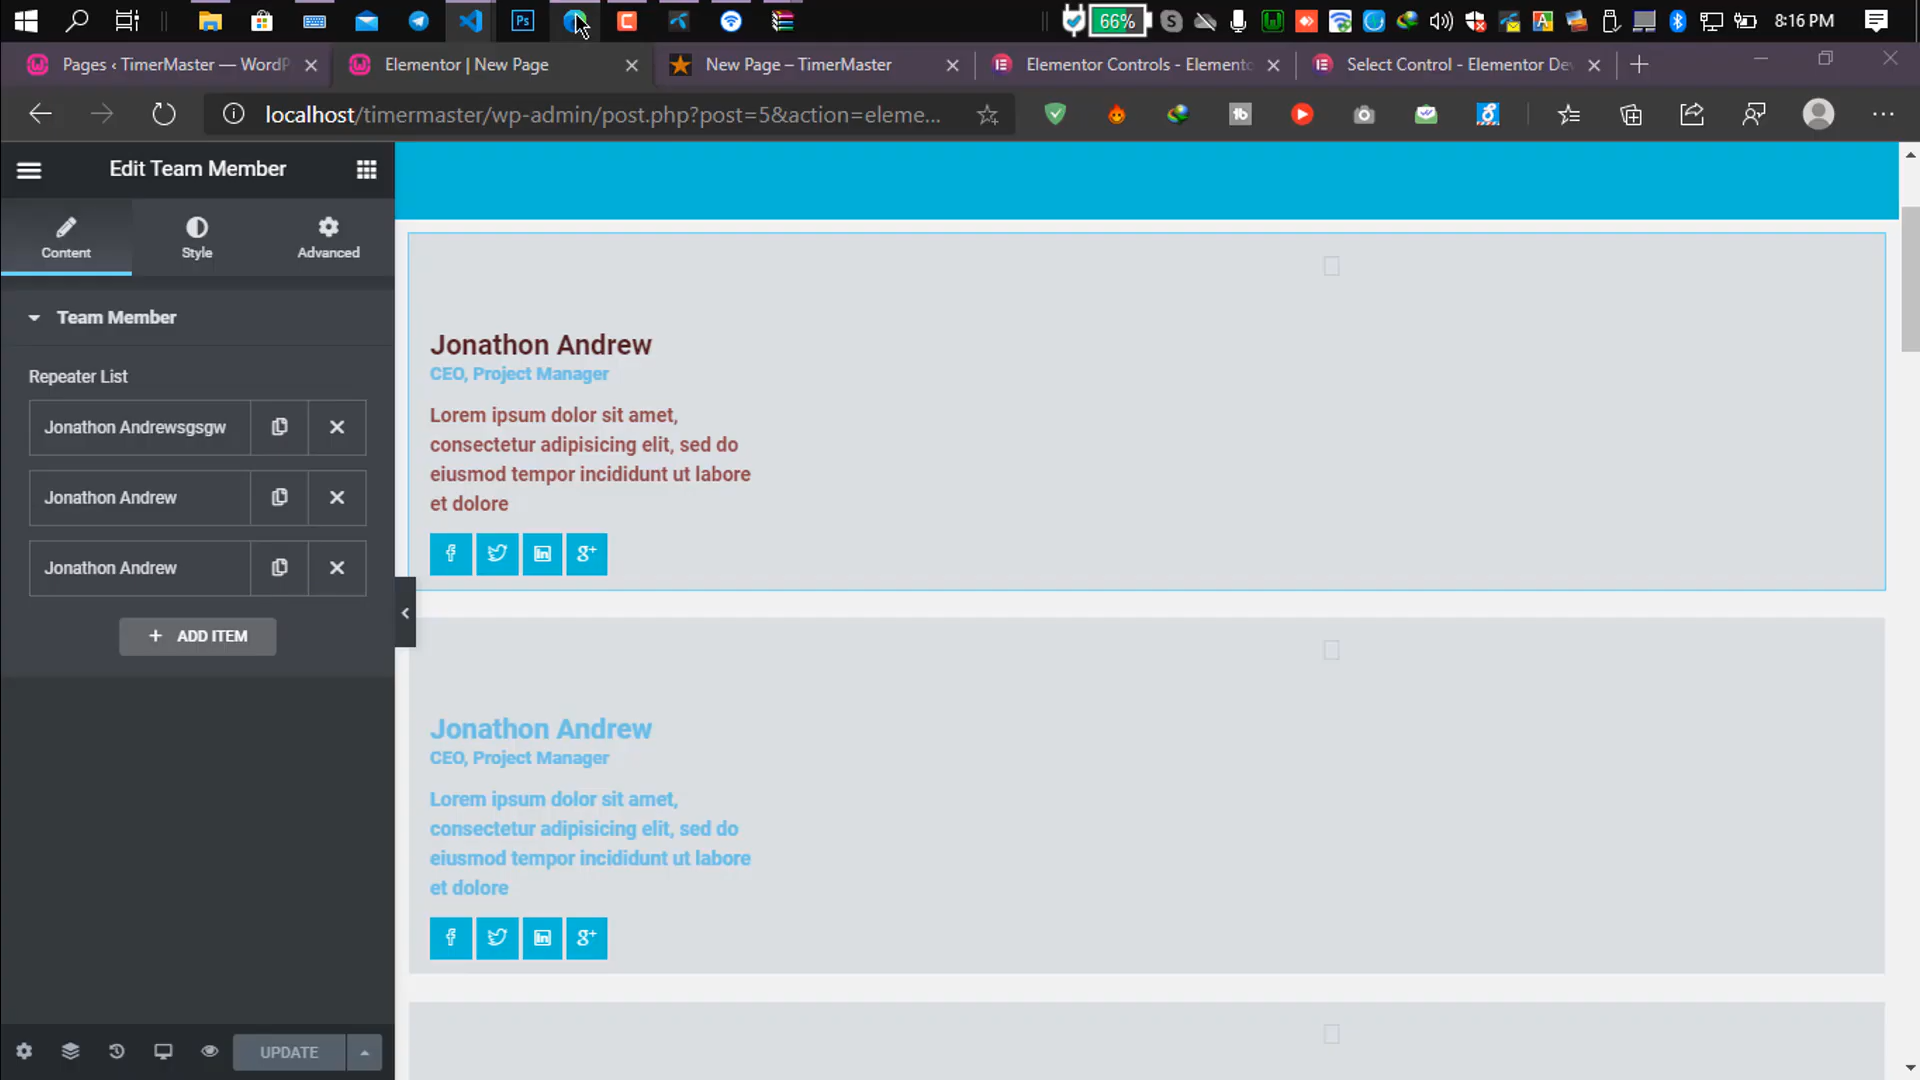 66%
8:16 PM
Pages ‹ TimerMaster — WordP
Elementor | New Page
New Page – TimerMaster
Elementor Controls - Elemento
Select Control - Elementor De
localhost/timermaster/wp-admin/post.php?post=5&action=eleme...
Edit Team Member
Content
Style
Advanced
Team Member
Repeater List
Jonathon Andrewsgsgw
Jonathon Andrew
Jonathon Andrew
+ ADD ITEM
UPDATE
Jonathon Andrew
CEO, Project Manager
Lorem ipsum dolor sit amet,
consectetur adipisicing elit, sed do
eiusmod tempor incididunt ut labore
et dolore
Jonathon Andrew
CEO, Project Manager
Lorem ipsum dolor sit amet,
consectetur adipisicing elit, sed do
eiusmod tempor incididunt ut labore
et dolore